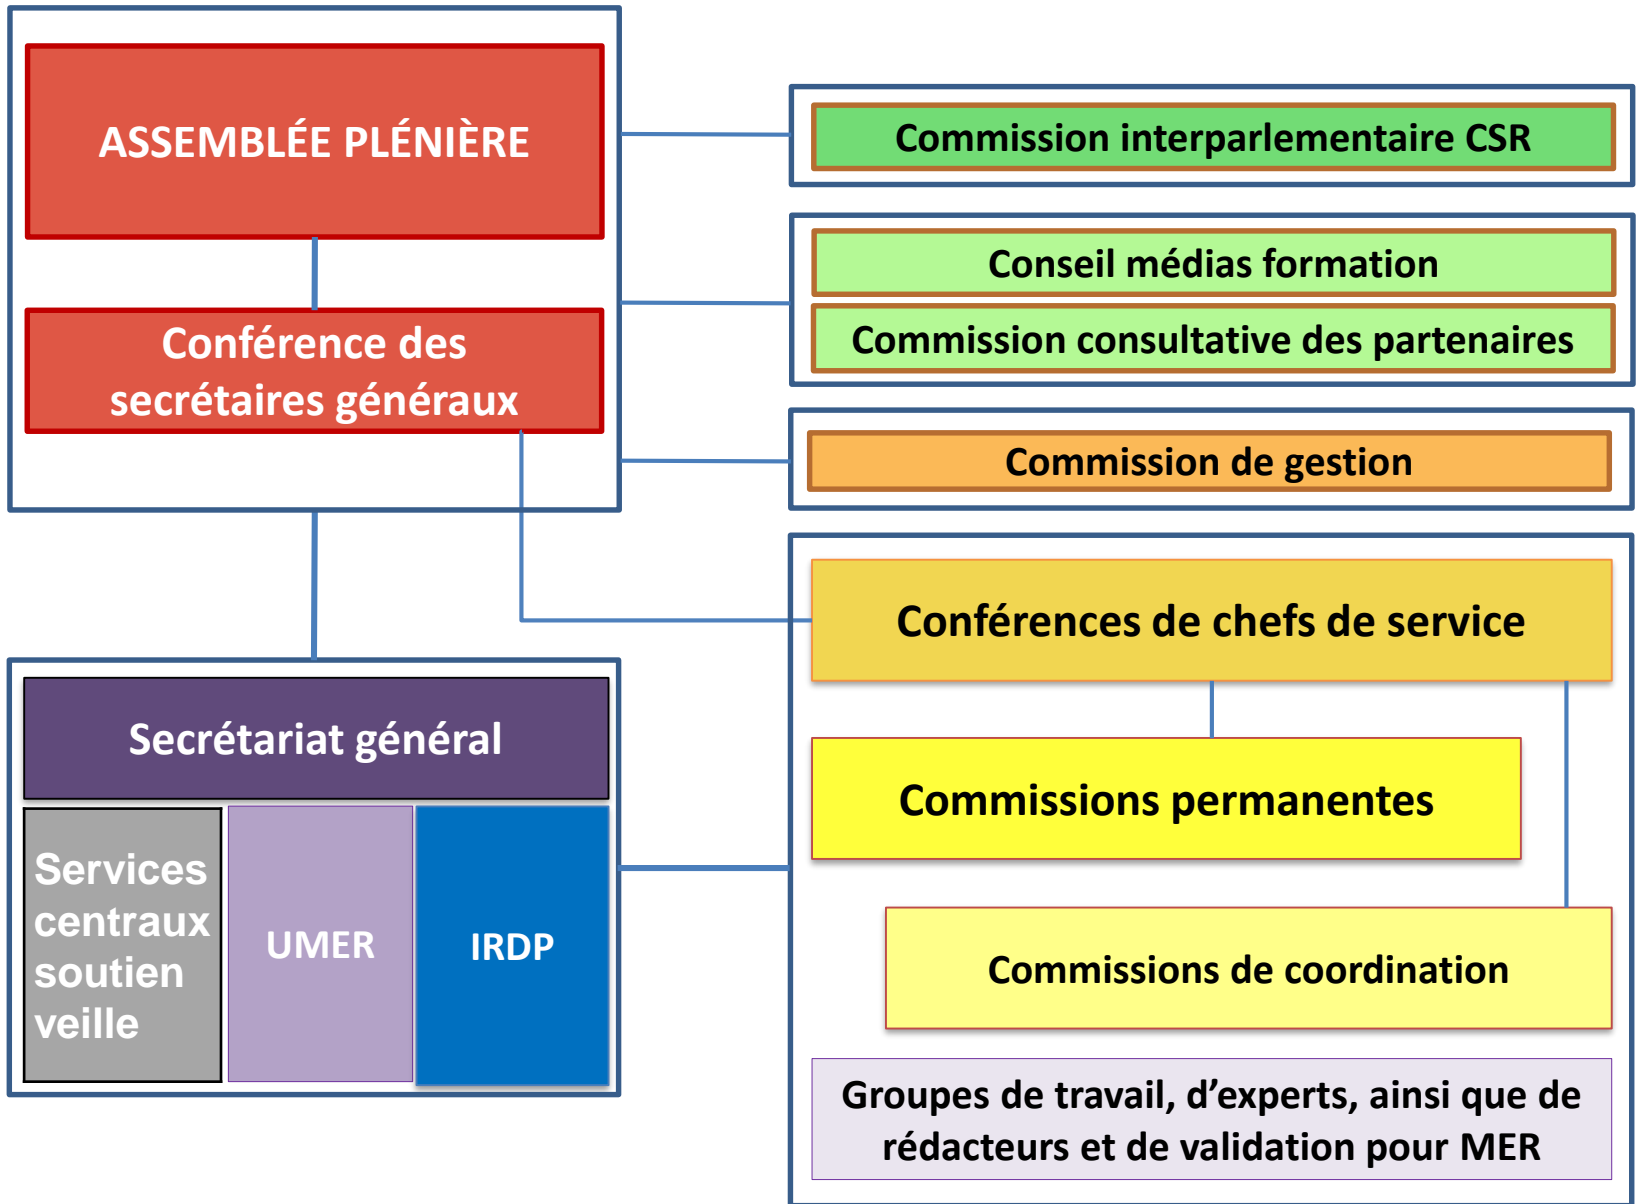 ASSEMBLÉE PLÉNIÈRE
Conférence des
secrétaires généraux
Commission interparlementaire CSR
Conseil médias formation
Commission consultative des partenaires
Commission de gestion
Conférences de chefs de service
Commissions permanentes
Commissions de coordination
Groupes de travail, d’experts, ainsi que de
rédacteurs et de validation pour MER
Secrétariat général
Services
centraux
soutien
veille
UMER
IRDP